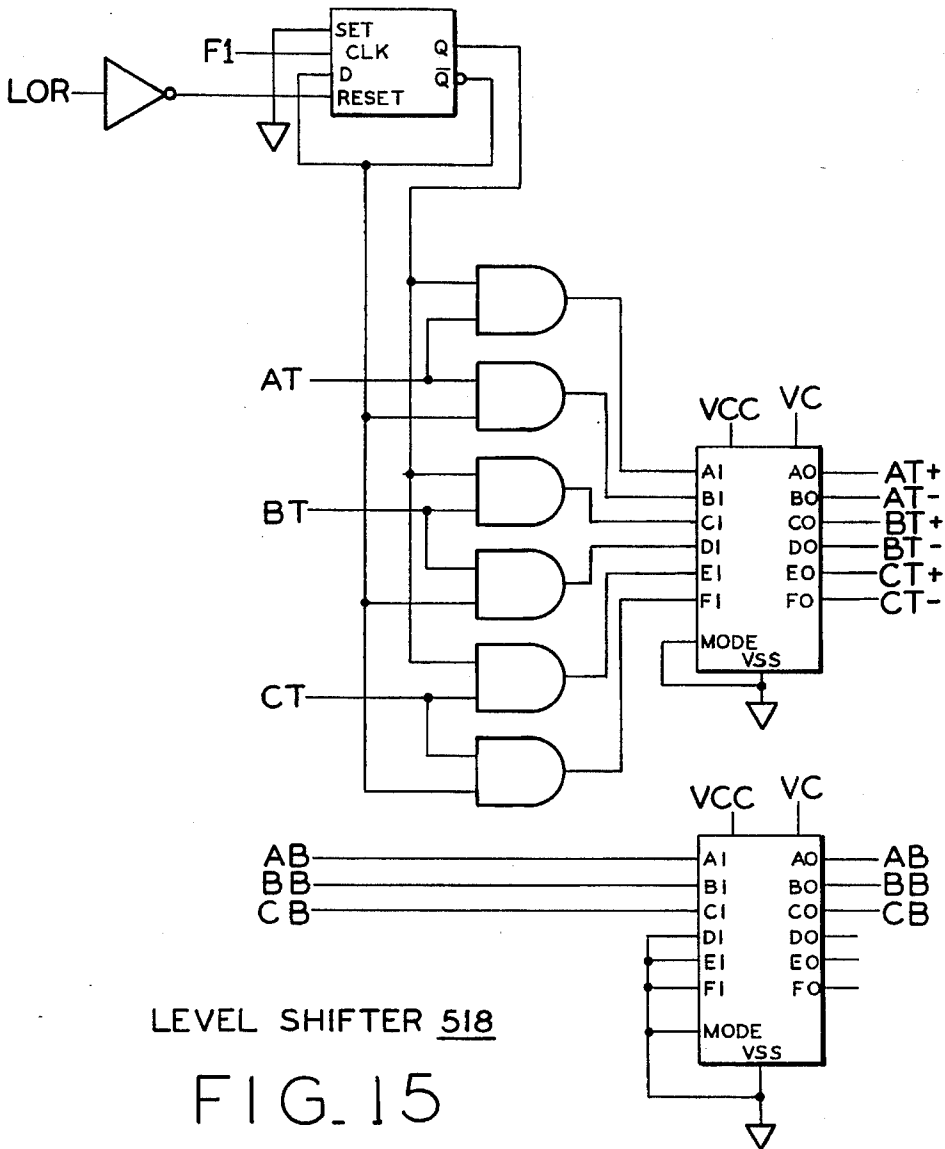 SET
F1
CLK
Q
D
Q̅
LOR
RESET
AT
BT
CT
VCC
VC
AI
AO
AT+
BI
BO
AT-
CI
CO
BT+
DI
DO
BT-
EI
EO
CT+
FI
FO
CT-
MODE
VSS
VCC
VC
AB
AI
AO
AB
BB
BI
BO
BB
CB
CI
CO
CB
DI
DO
EI
EO
FI
FO
MODE
VSS
LEVEL SHIFTER 518
FIG_15